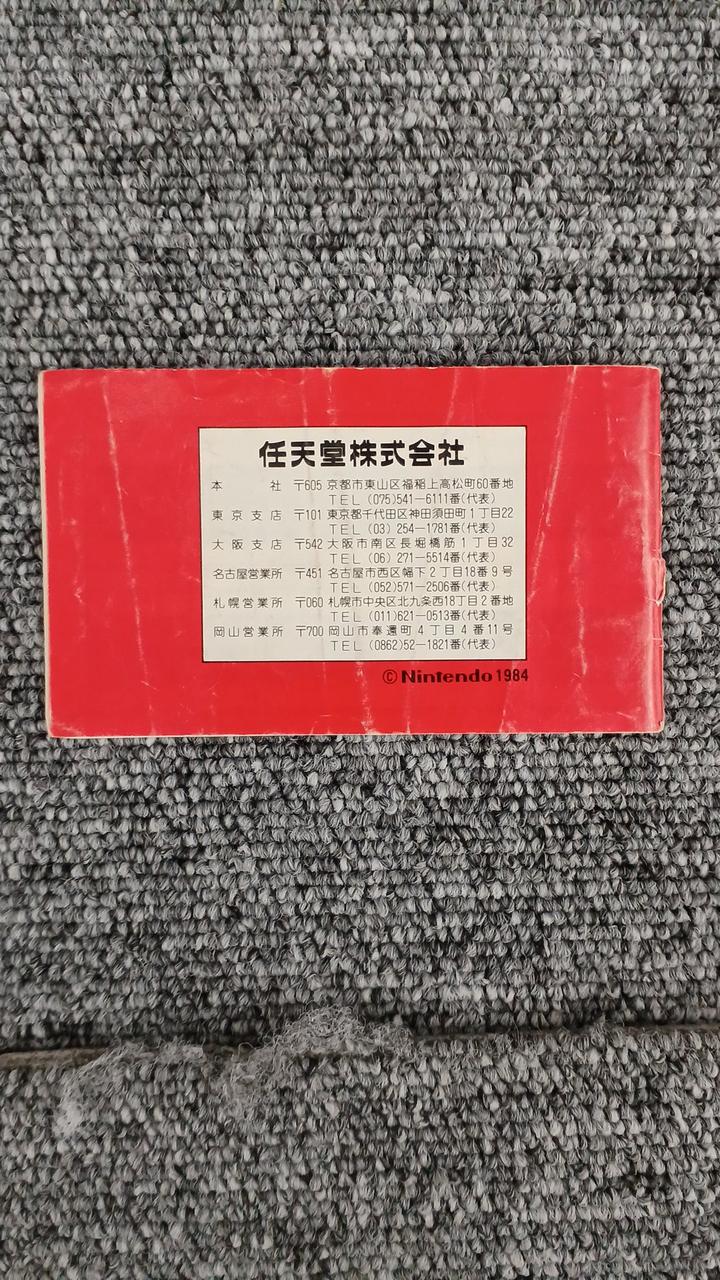 任天堂株式会社
本社 〒605 京都市東山区福稲上高松町60番地
TEL (075)541−6111番(代表)
東京支店 〒101 東京都千代田区神田須田町1丁目22
TEL (03) 254−1781番(代表)
大阪支店 〒542 大阪市南区長堀橋筋1丁目32
TEL (06) 271−5514番(代表)
名古屋営業所 〒451 名古屋市西区幅下2丁目18番9号
TEL (052)571−2506番(代表)
札幌営業所 〒060 札幌市中央区北九条西18丁目2番地
TEL (011)621−0513番(代表)
岡山営業所 〒700 岡山市奉還町4丁目4番11号
TEL (0862)52−1821番(代表)
©Nintendo 1984